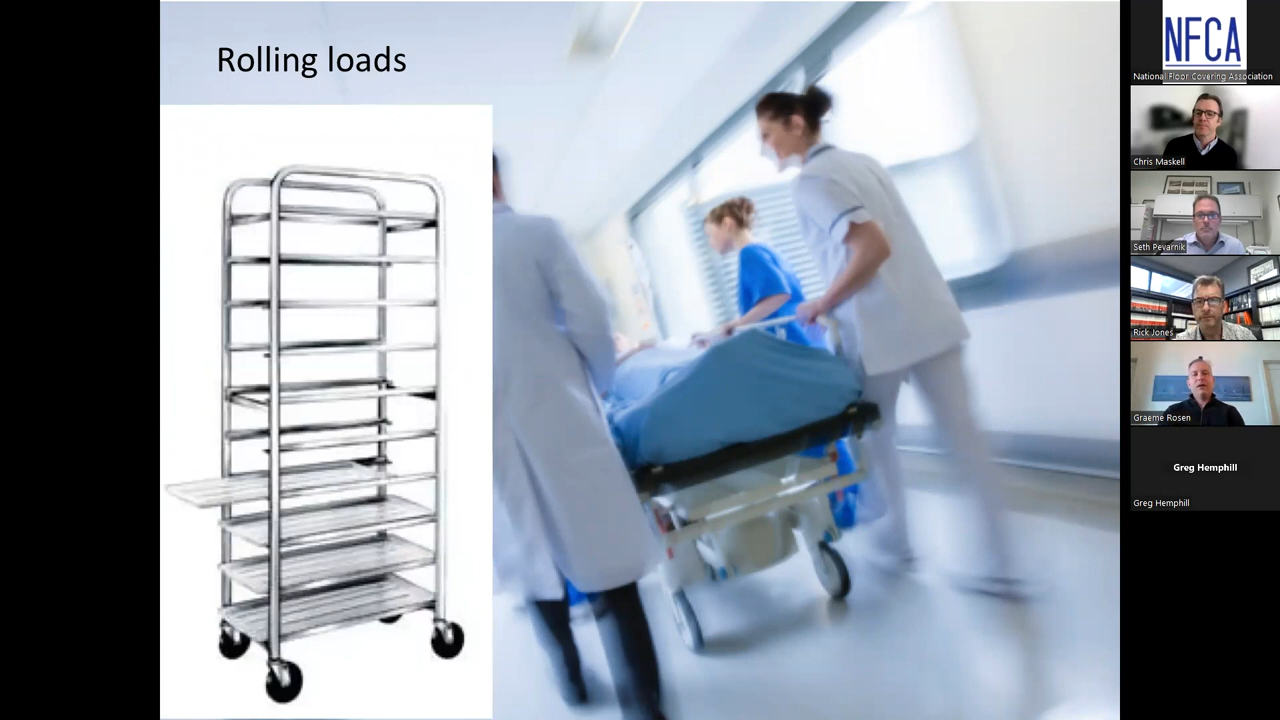 Rolling loads
NFCA
National Floor Covering Association
Chris Maskell
Seth Pevarnik
Rick Jones
Graeme Rosen
Greg Hemphill
Greg Hemphill